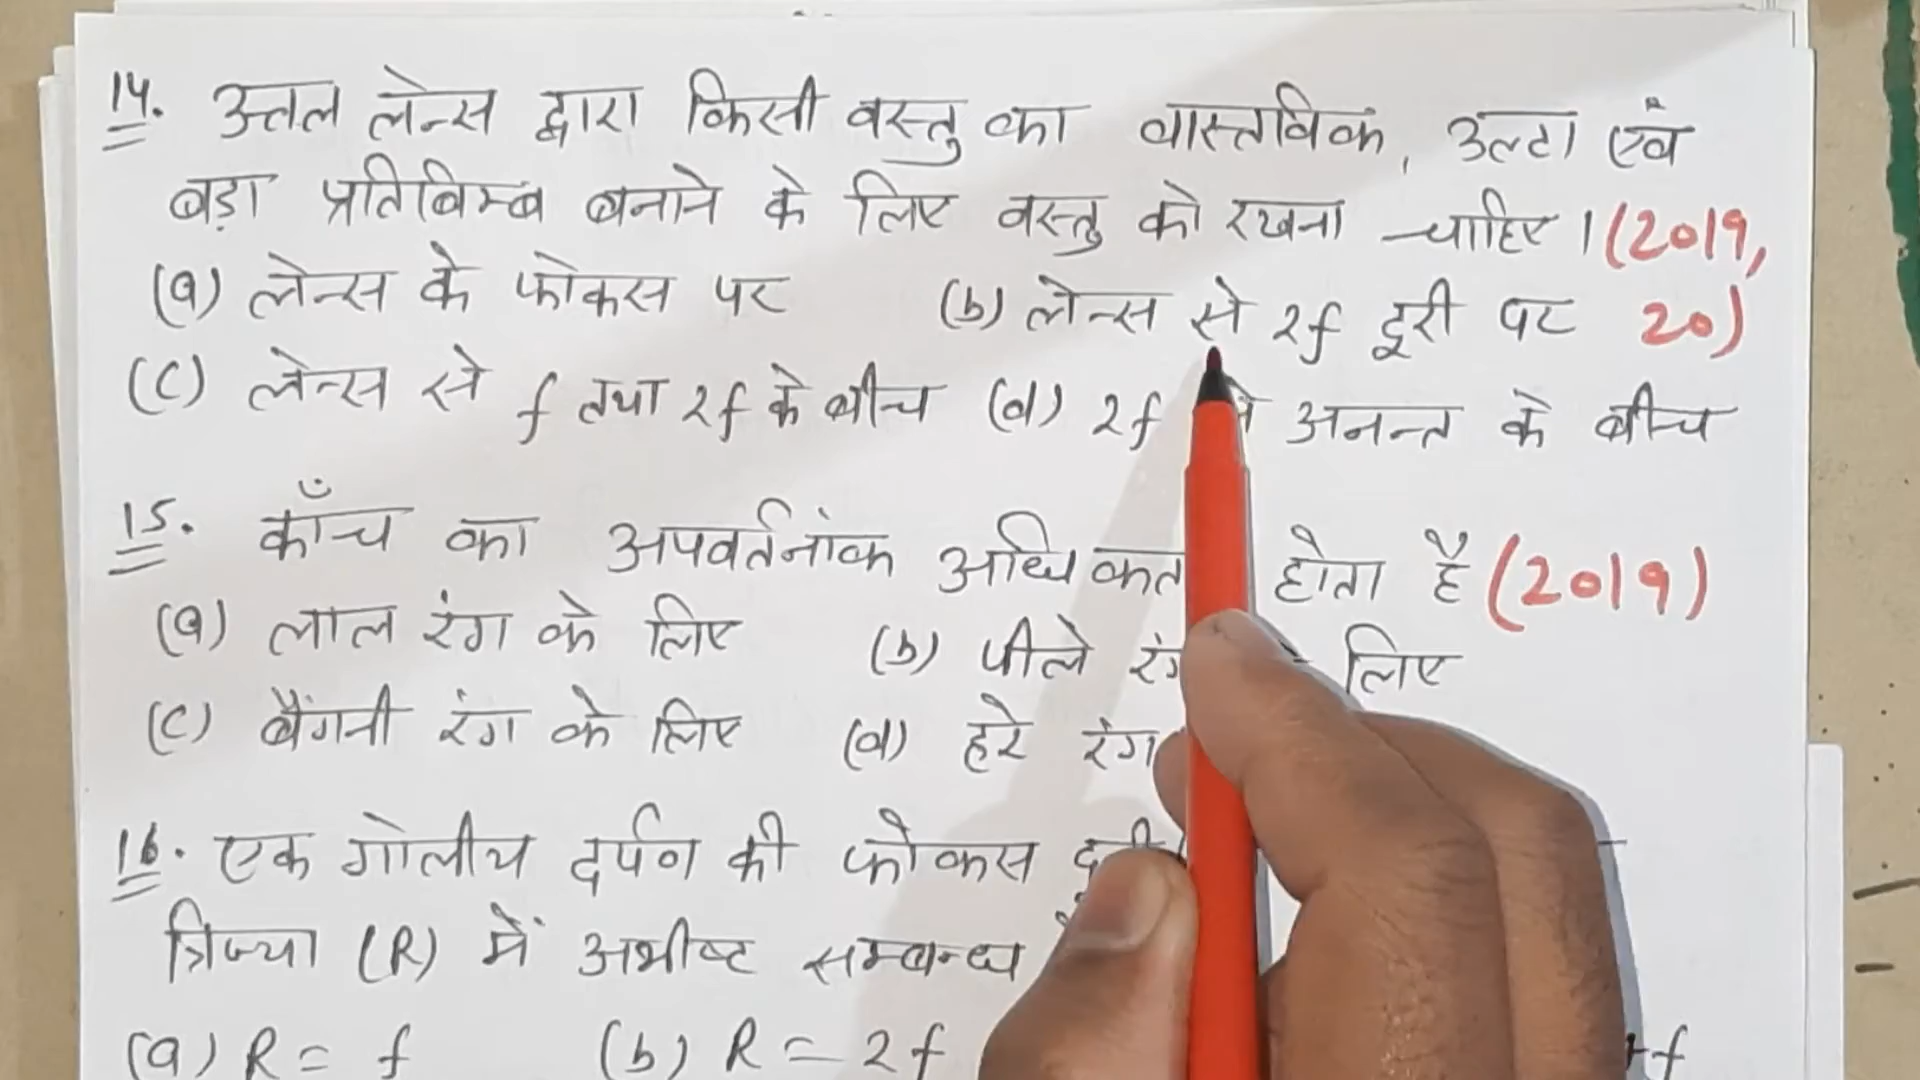 14. उत्तल लेन्स द्वारा किसी वस्तु का वास्तविक, उल्टा एवं
बड़ा प्रतिबिम्ब बनाने के लिए वस्तु को रखना चाहिए। (2019,
(a) लेन्स के फोकस पर (b) लेन्स से 2f दूरी पर 20)
(c) लेन्स से f तथा 2f के बीच (d) 2f अनन्त के बीच
15. काँच का अपवर्तनांक अधिकत होता है (2019)
(a) लाल रंग के लिए (b) पीले रं लिए
(c) बैंगनी रंग के लिए (d) हरे रंग
16. एक गोलीय दर्पण की फोकस
त्रिज्या (R) में अभीष्ट सम्बन्ध
(a) R = f (b) R = 2f